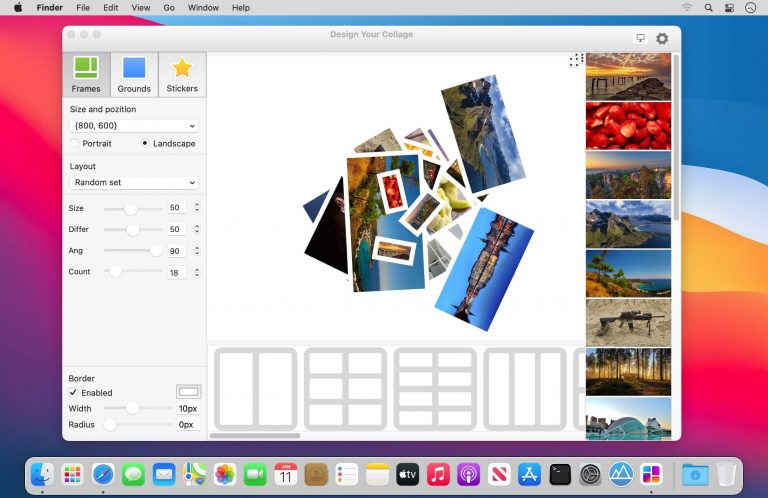 Finder File Edit View Go Window Help
Design Your Collage
Frames Grounds Stickers
Size and pozition
{800, 600}
Portrait Landscape
Layout
Random set
Size 50
Differ 50
Ang 90
Count 18
Border
Enabled
Width 10px
Radius 0px
JAN
11
tv